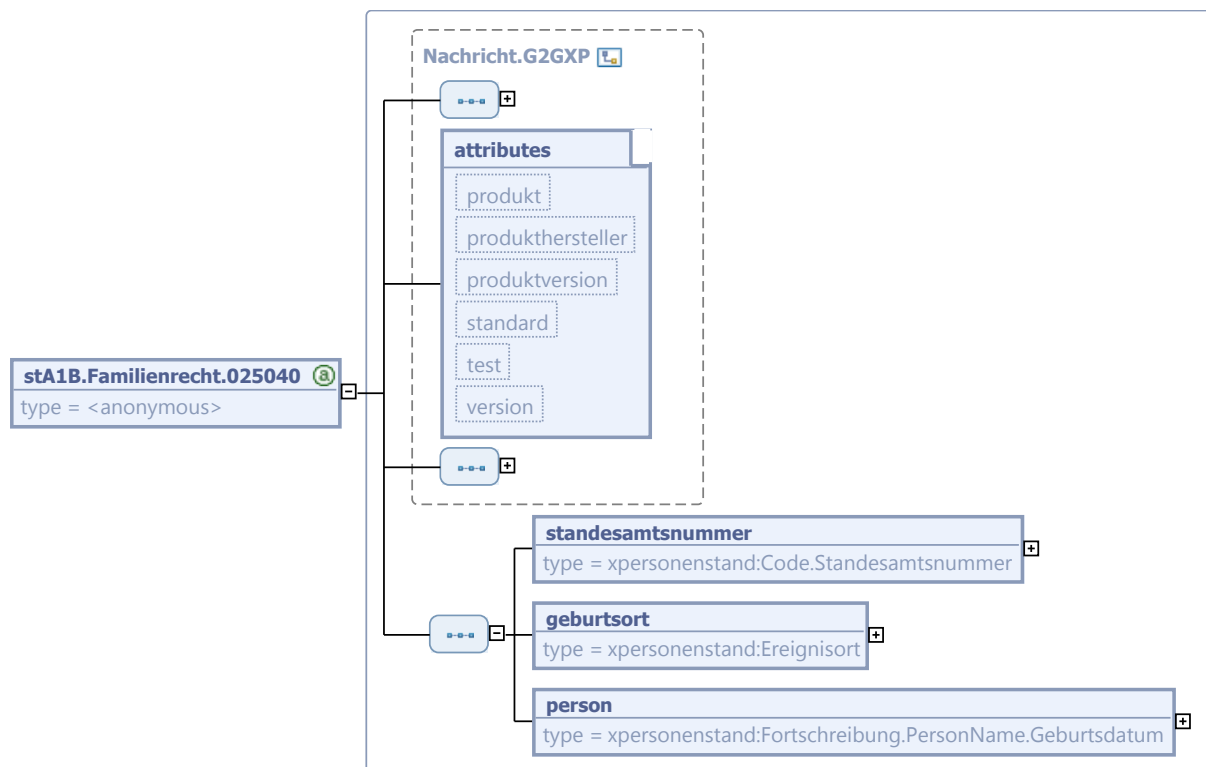 Nachricht.G2GXP
attributes
produkt
produkthersteller
produktversion
standard
test
version
stA1B.Familienrecht.025040 a
type = <anonymous>
standesamtsnummer
type = xpersonenstand:Code.Standesamtsnummer
geburtsort
type = xpersonenstand:Ereignisort
person
type = xpersonenstand:Fortschreibung.PersonName.Geburtsdatum